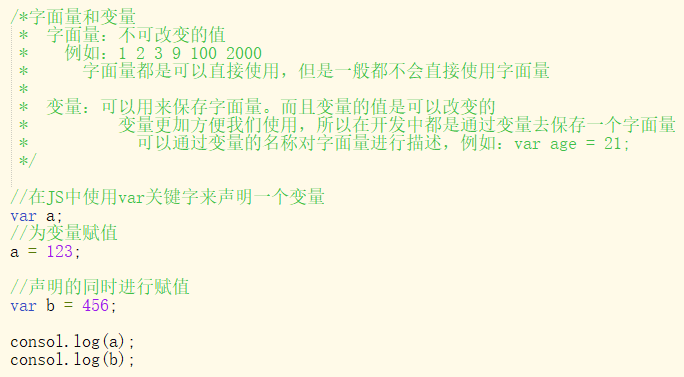 /*字面量和变量
 *  字面量：不可改变的值
 *    例如：1 2 3 9 100 2000
 *      字面量都是可以直接使用，但是一般都不会直接使用字面量
 *
 *  变量：可以用来保存字面量。而且变量的值是可以改变的
 *          变量更加方便我们使用，所以在开发中都是通过变量去保存一个字面量
 *            可以通过变量的名称对字面量进行描述，例如：var age = 21;
 */
//在JS中使用var关键字来声明一个变量
var a;
//为变量赋值
a = 123;
//声明的同时进行赋值
var b = 456;
consol.log(a);
consol.log(b);